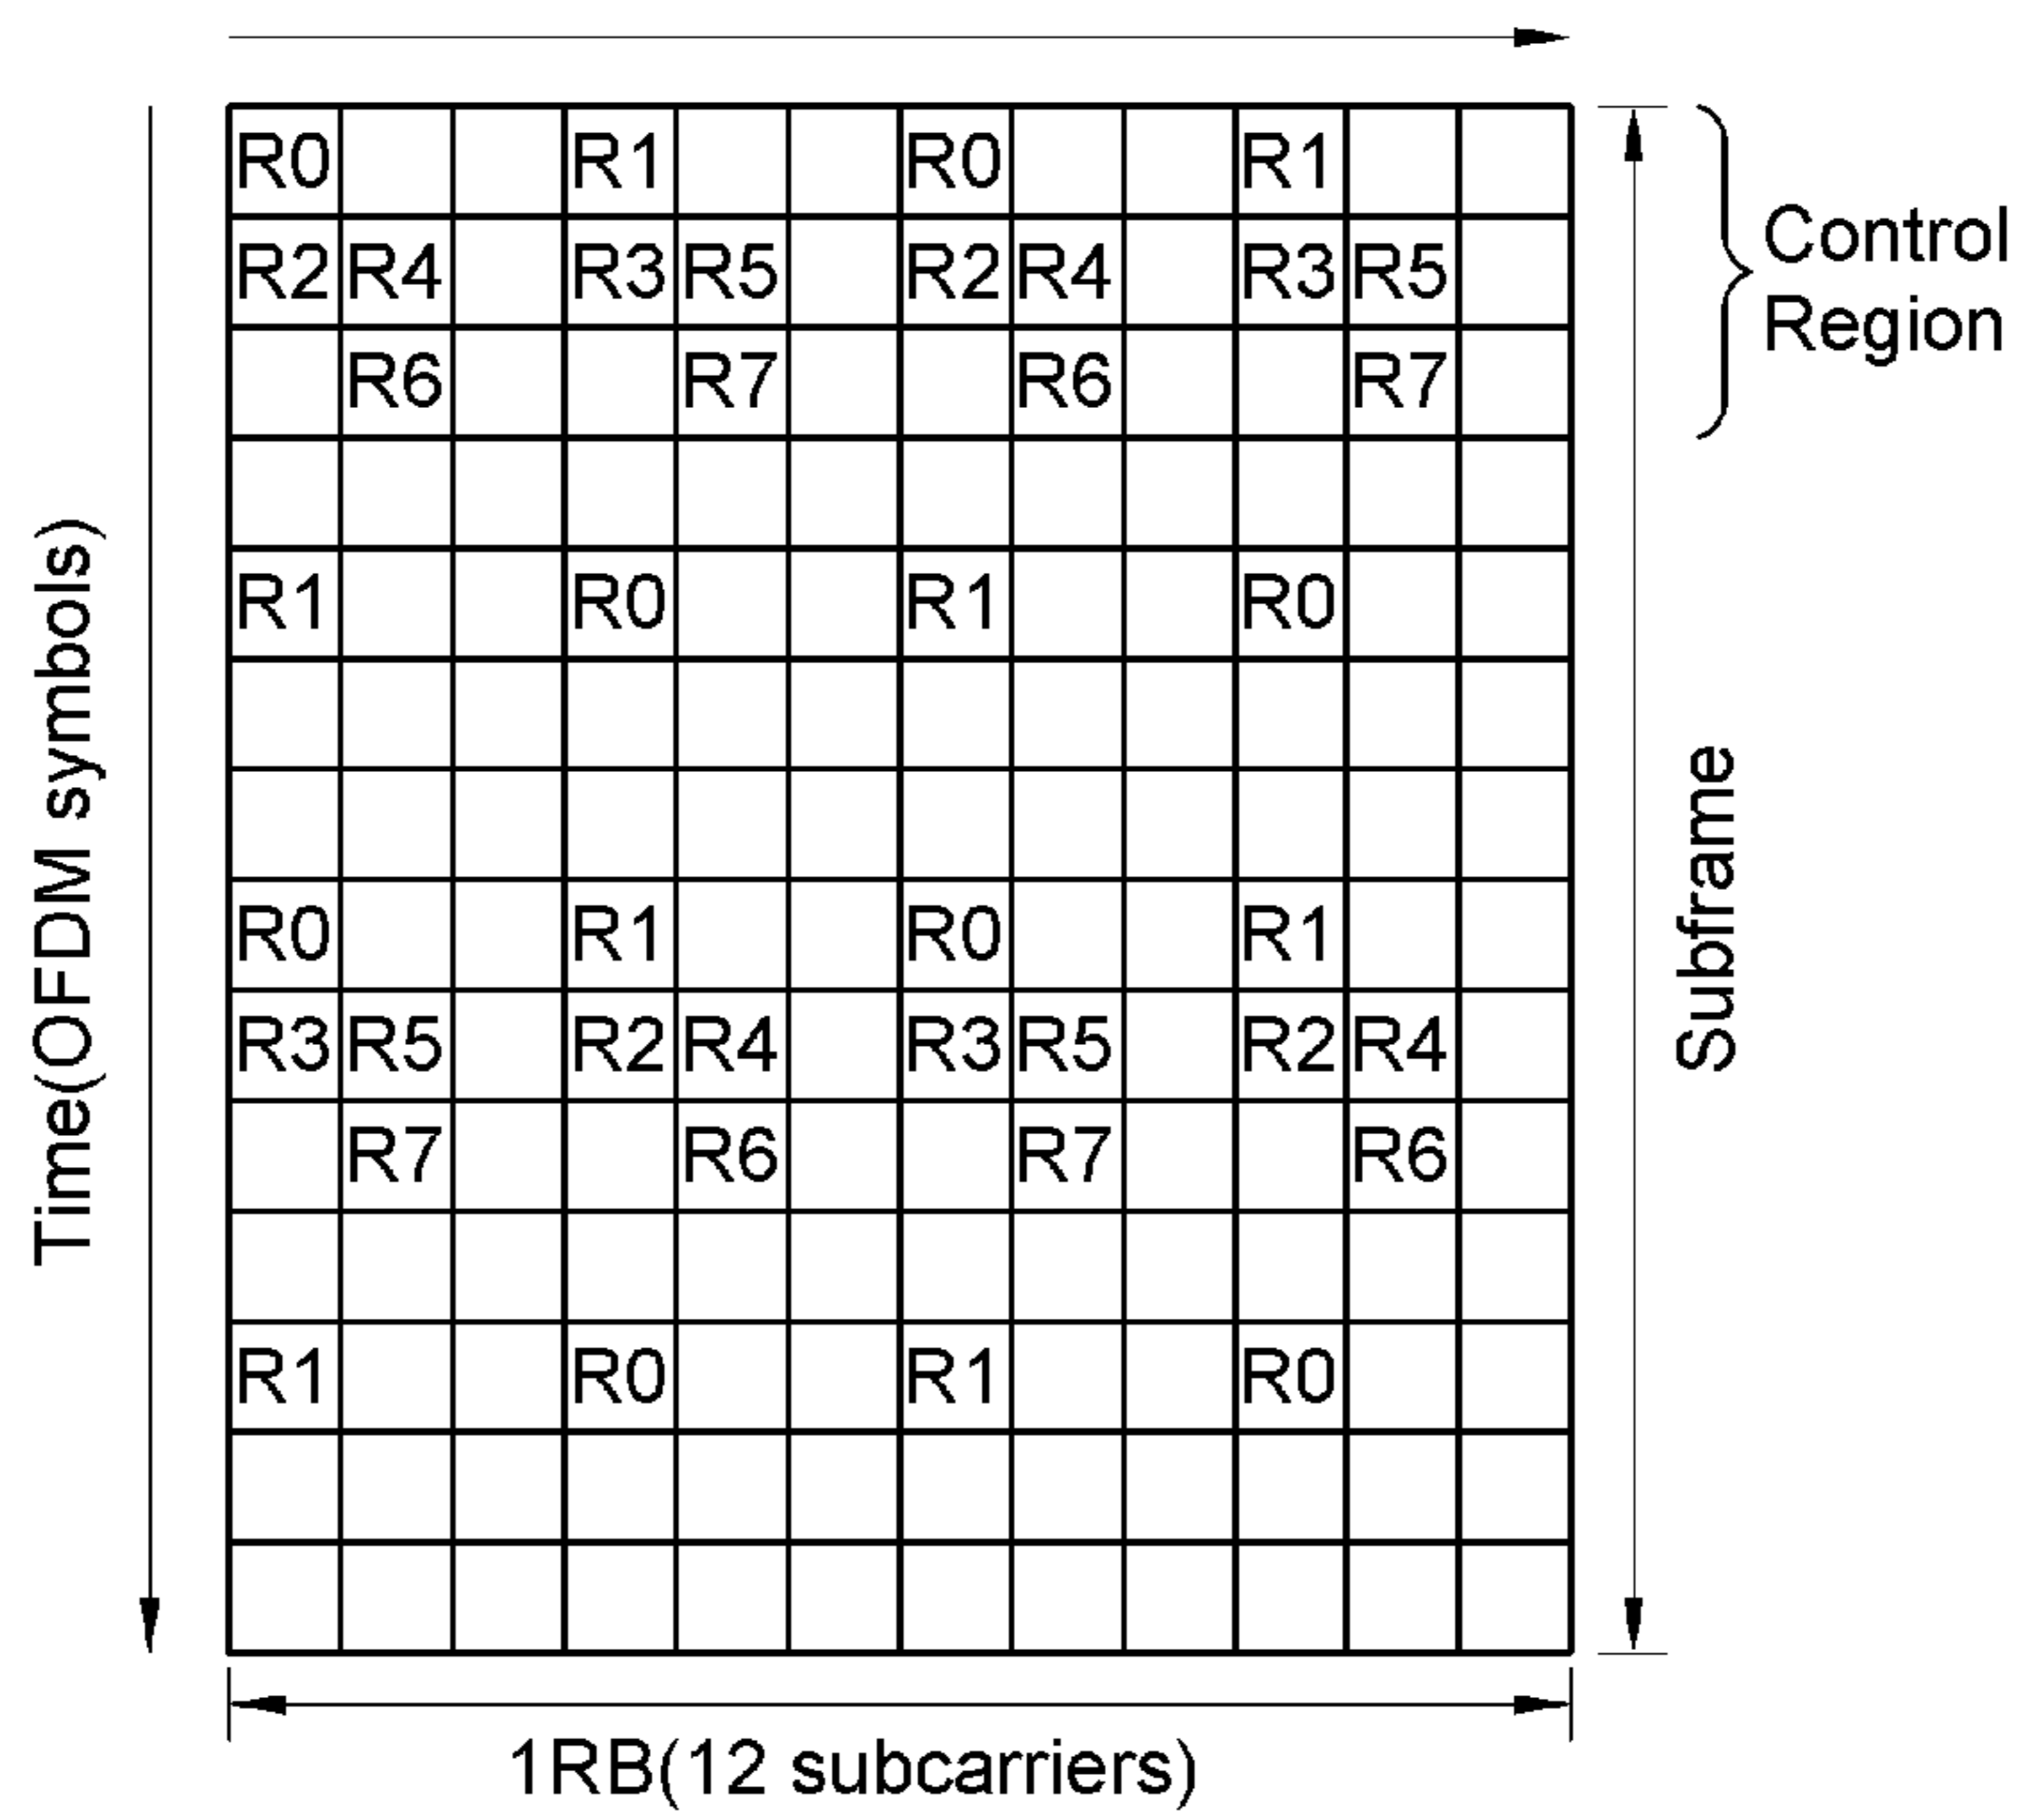 R0 R1 R0 R1
R2 R4 R3 R5 R2 R4 R3 R5
R6 R7 R6 R7
Control
Region
R1 R0 R1 R0
R0 R1 R0 R1
R3 R5 R2 R4 R3 R5 R2 R4
R7 R6 R7 R6
R1 R0 R1 R0
Time(OFDM symbols)
Subframe
1RB(12 subcarriers)